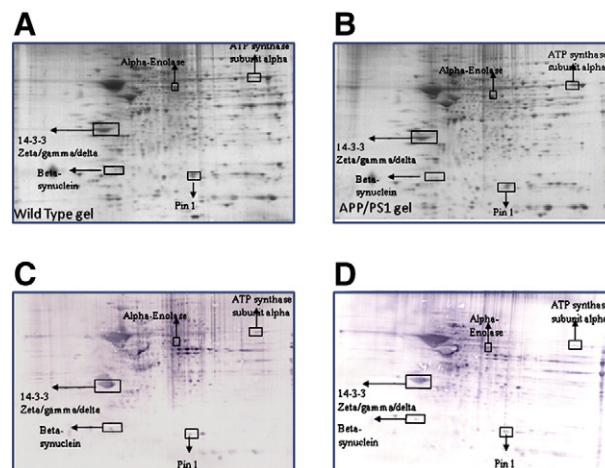 A
ATP synthase
subunit alpha
Alpha-Enolase
14-3-3
Zeta/gamma/delta
Beta-
synuclein
Pin 1
Wild Type gel
B
ATP synthase
subunit alpha
Alpha-Enolase
14-3-3
Zeta/gamma/delta
Beta-
synuclein
Pin 1
APP/PS1 gel
C
ATP synthase
subunit alpha
Alpha-Enolase
14-3-3
Zeta/gamma/delta
Beta-
synuclein
Pin 1
D
ATP synthase
subunit alpha
Alpha-
Enolase
14-3-3
Zeta/gamma/delta
Beta-
synuclein
Pin 1